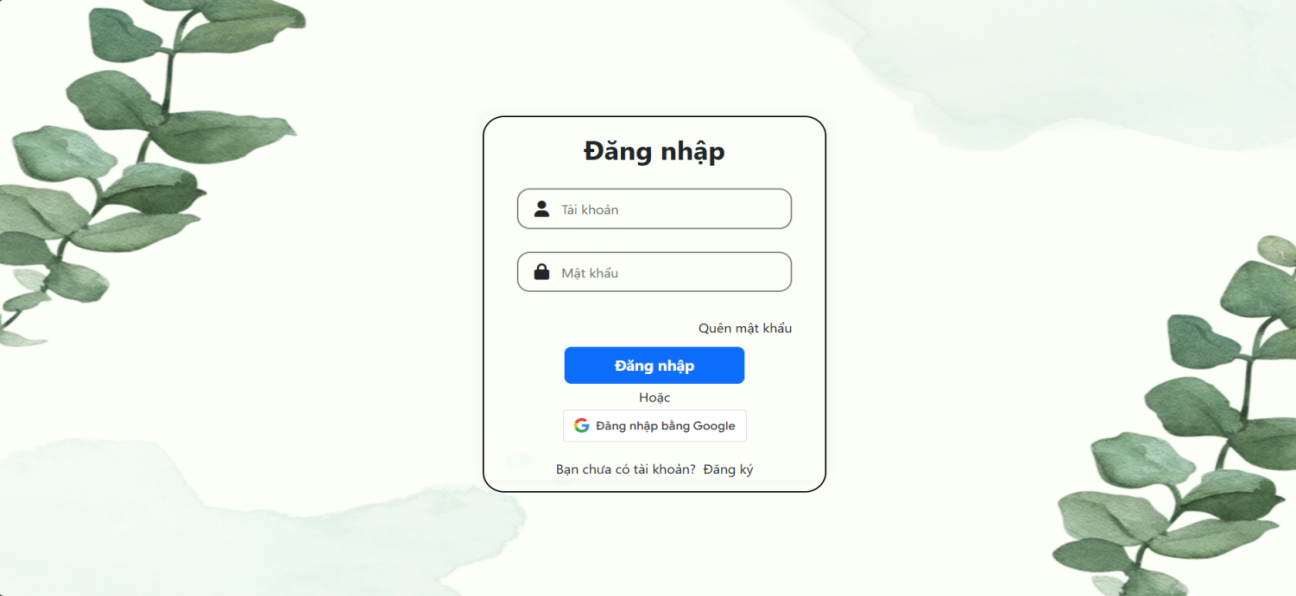 Đăng nhập
Tài khoản
Mật khẩu
Quên mật khẩu
Đăng nhập
Hoặc
Đăng nhập bằng Google
Bạn chưa có tài khoản? Đăng ký